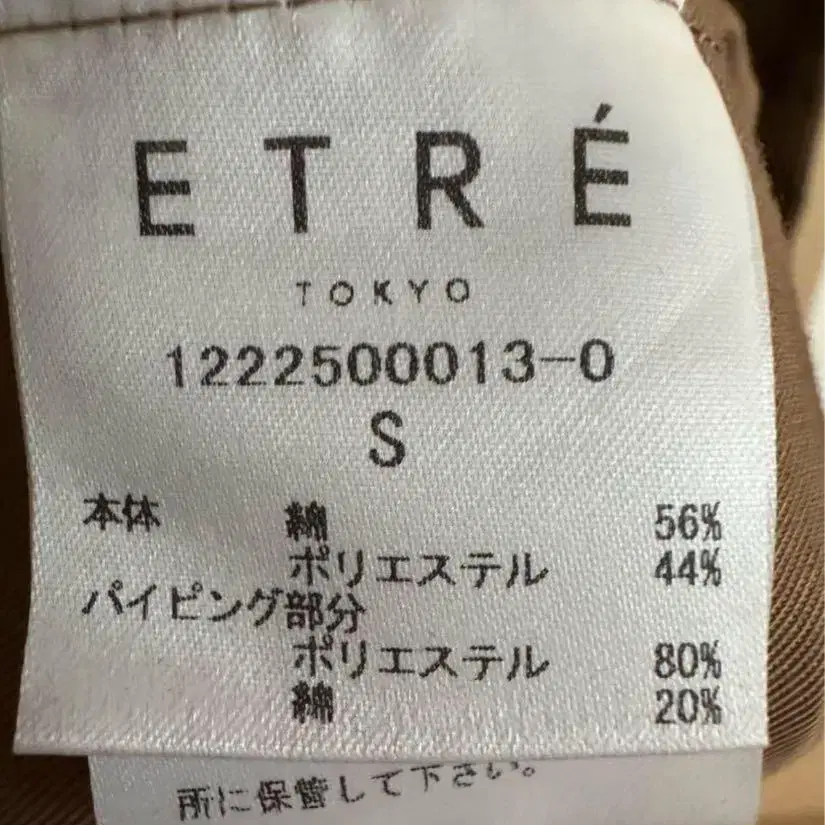 ETRÉ
TOKYO
1222500013-0
S
本体 綿 56%
ポリエステル 44%
パイピング部分
ポリエステル 80%
綿 20%
所に保管して下さい。